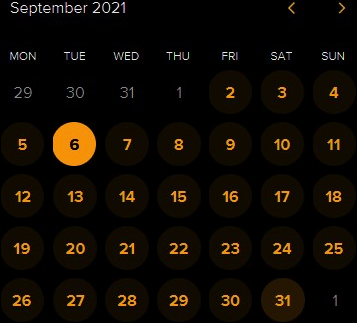 September 2021 < >
MON TUE WED THU FRI SAT SUN
29 30 31 1 2 3 4
5 6 7 8 9 10 11
12 13 14 15 16 17 18
19 20 21 22 23 24 25
26 27 28 29 30 31 1